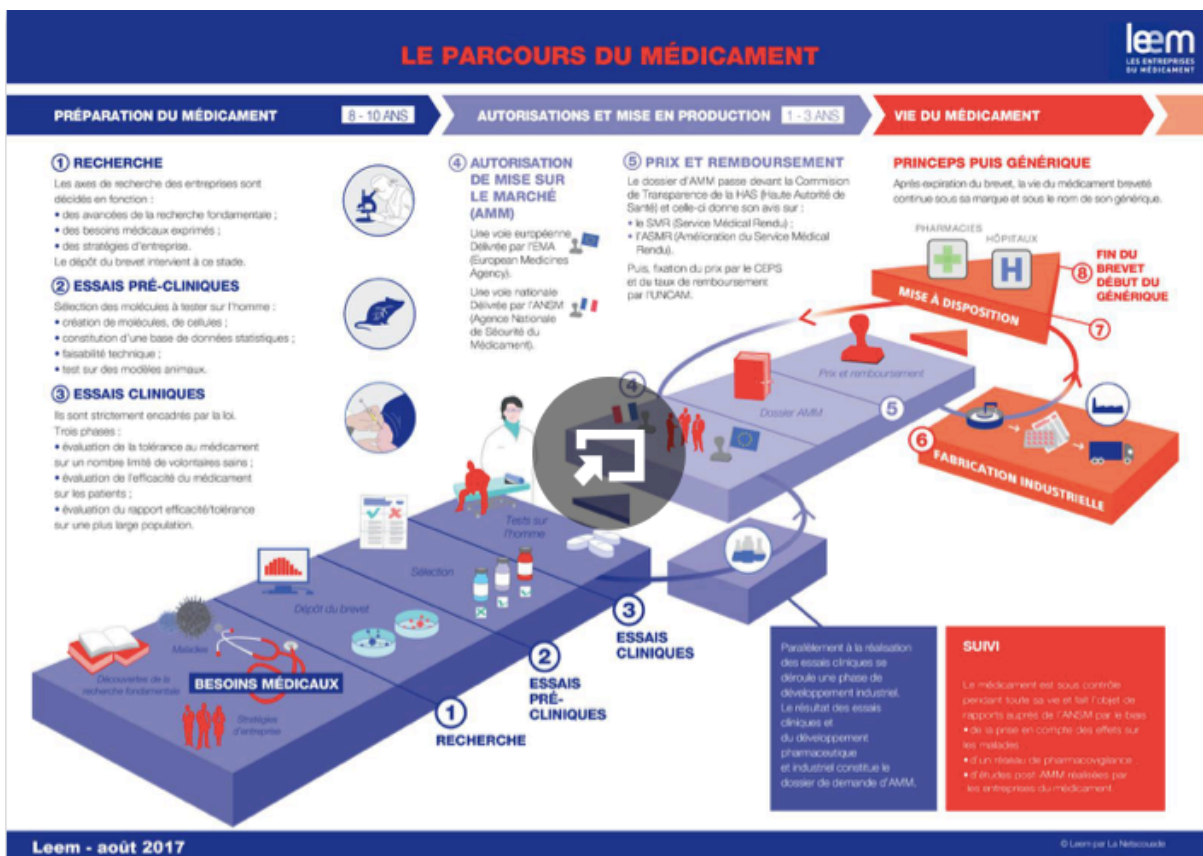 LE PARCOURS DU MÉDICAMENT
leem
LES ENTREPRISES
DU MÉDICAMENT
PRÉPARATION DU MÉDICAMENT
8 - 10 ANS
AUTORISATIONS ET MISE EN PRODUCTION
1 - 3 ANS
VIE DU MÉDICAMENT
1 RECHERCHE
Les axes de recherche des entreprises sont
décidés en fonction :
• des avancées de la recherche fondamentale ;
• des besoins médicaux exprimés ;
• des stratégies d'entreprise.
Le dépôt du brevet intervient à ce stade.
2 ESSAIS PRÉ-CLINIQUES
Sélection des molécules à tester sur l'homme :
• création de molécules, de cellules ;
• constitution d'une base de données statistiques ;
• faisabilité technique ;
• test sur des modèles animaux.
3 ESSAIS CLINIQUES
Ils sont strictement encadrés par la loi.
Trois phases :
• évaluation de la tolérance au médicament
sur un nombre limité de volontaires sains ;
• évaluation de l'efficacité du médicament
sur les patients ;
• évaluation du rapport efficacité/tolérance
sur une plus large population.
4 AUTORISATION
DE MISE SUR
LE MARCHÉ
(AMM)
Une voie européenne
Délivrée par l'EMA
(European Medicines
Agency).
Une voie nationale
Délivrée par l'ANSM
(Agence Nationale
de Sécurité du
Médicament).
5 PRIX ET REMBOURSEMENT
Le dossier d'AMM passe devant la Commision
de Transparence de la HAS (Haute Autorité de
Santé) et celle-ci donne son avis sur :
• le SMR (Service Médical Rendu) ;
• l'ASMR (Amélioration du Service Médical
Rendu).
Puis, fixation du prix par le CEPS
et du taux de remboursement
par l'UNCAM.
PRINCEPS PUIS GÉNÉRIQUE
Après expiration du brevet, la vie du médicament breveté
continue sous sa marque et sous le nom de son générique.
PHARMACIES
HÔPITAUX
H
8 FIN DU
BREVET
DÉBUT DU
GÉNÉRIQUE
MISE À DISPOSITION
7
Prix et remboursement
Dossier AMM
4
5
6
FABRICATION INDUSTRIELLE
Tests sur
l'homme
Sélection
Dépôt du brevet
Malades
Découvertes de la
recherche fondamentale
BESOINS MÉDICAUX
Stratégies
d'entreprise
3
ESSAIS
CLINIQUES
2
ESSAIS
PRÉ-
CLINIQUES
1
RECHERCHE
Parallèlement à la réalisation
des essais cliniques se
déroule une phase de
développement industriel.
Le résultat des essais
cliniques et
du développement
pharmaceutique
et industriel constitue le
dossier de demande d'AMM.
SUIVI
Le médicament est sous contrôle
pendant toute sa vie et fait l'objet de
rapports auprès de l'ANSM par le biais
• de la prise en compte des effets sur
les malades
• d'un réseau de pharmacovigilance
• d'études post AMM réalisées par
les entreprises du médicament
Leem - août 2017
© Leem par La Netscouade